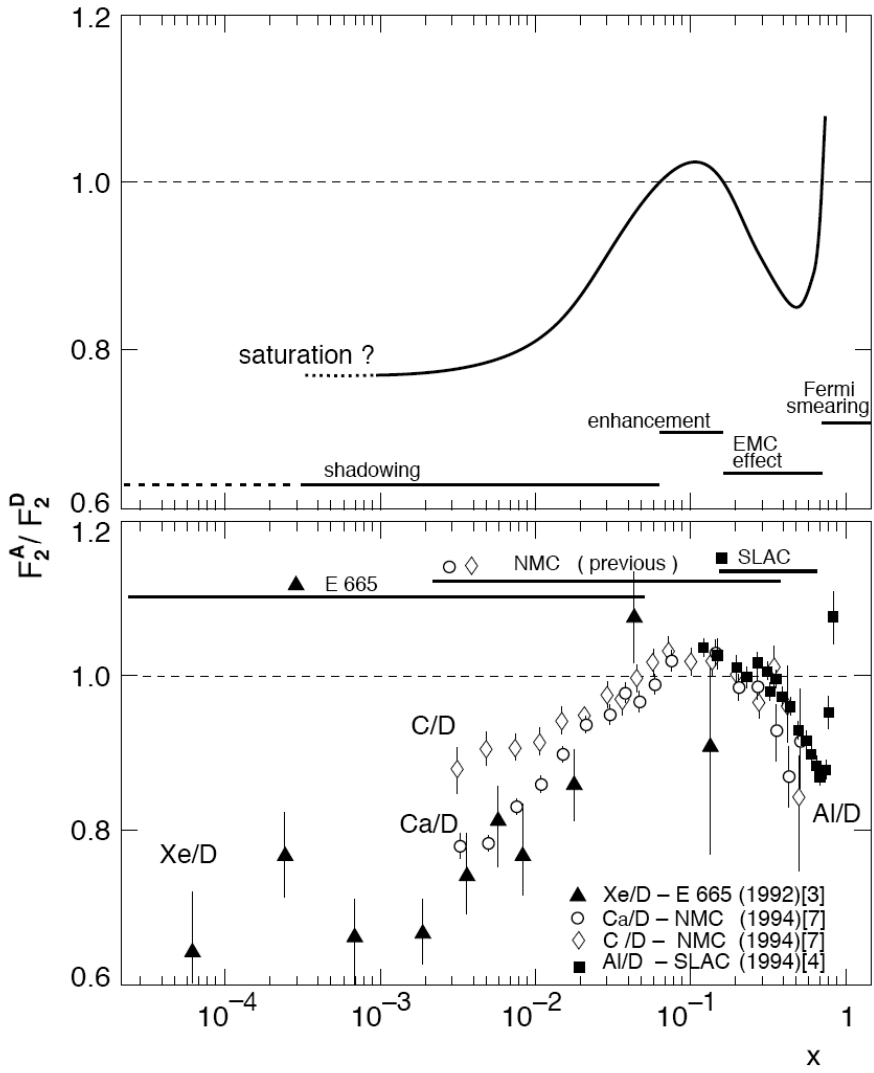 1.2
1.0
0.8
0.6
saturation ?
Fermi
smearing
enhancement
EMC
effect
shadowing
F₂ᴬ/ F₂ᴰ
1.2
1.0
0.8
0.6
NMC ( previous )
SLAC
E 665
C/D
Ca/D
Xe/D
Al/D
Xe/D – E 665 (1992)[3]
Ca/D – NMC (1994)[7]
C /D – NMC (1994)[7]
Al/D – SLAC (1994)[4]
10⁻⁴
10⁻³
10⁻²
10⁻¹
1
x